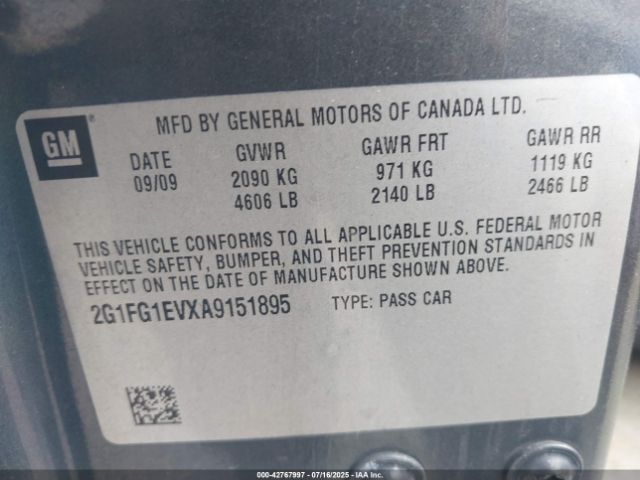 GM
MFD BY GENERAL MOTORS OF CANADA LTD.
DATE GVWR GAWR FRT GAWR RR
09/09 2090 KG 971 KG 1119 KG
4606 LB 2140 LB 2466 LB
THIS VEHICLE CONFORMS TO ALL APPLICABLE U.S. FEDERAL MOTOR
VEHICLE SAFETY, BUMPER, AND THEFT PREVENTION STANDARDS IN
EFFECT ON THE DATE OF MANUFACTURE SHOWN ABOVE.
2G1FG1EVXA9151895 TYPE: PASS CAR
000-42767997 | 07/16/2025 | IAAI.COM